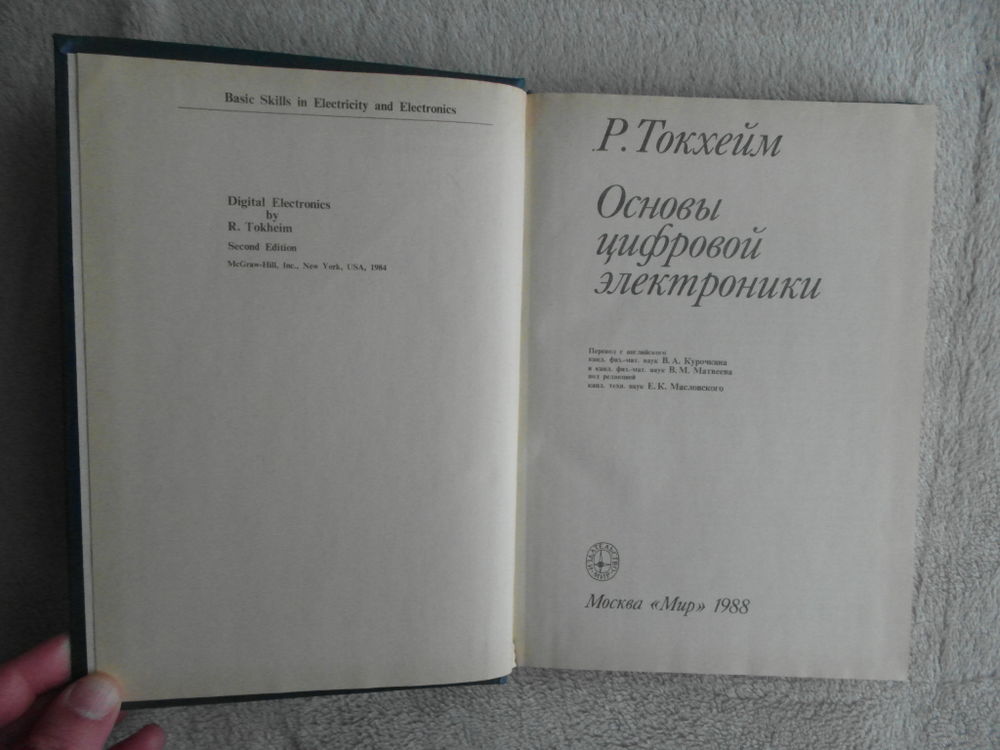 Basic Skills in Electricity and Electronics
Digital Electronics
by
R. Tokheim
Second Edition
McGraw-Hill, Inc., New York, USA, 1984
Р. Токхейм
Основы
цифровой
электроники
Перевод с английского
канд. физ.-мат. наук В. А. Курочкина
и канд. физ.-мат. наук В. М. Матвеева
под редакцией
канд. техн. наук Е. К. Масловского
ИЗДАТЕЛЬСТВО
МИР
Москва «Мир» 1988